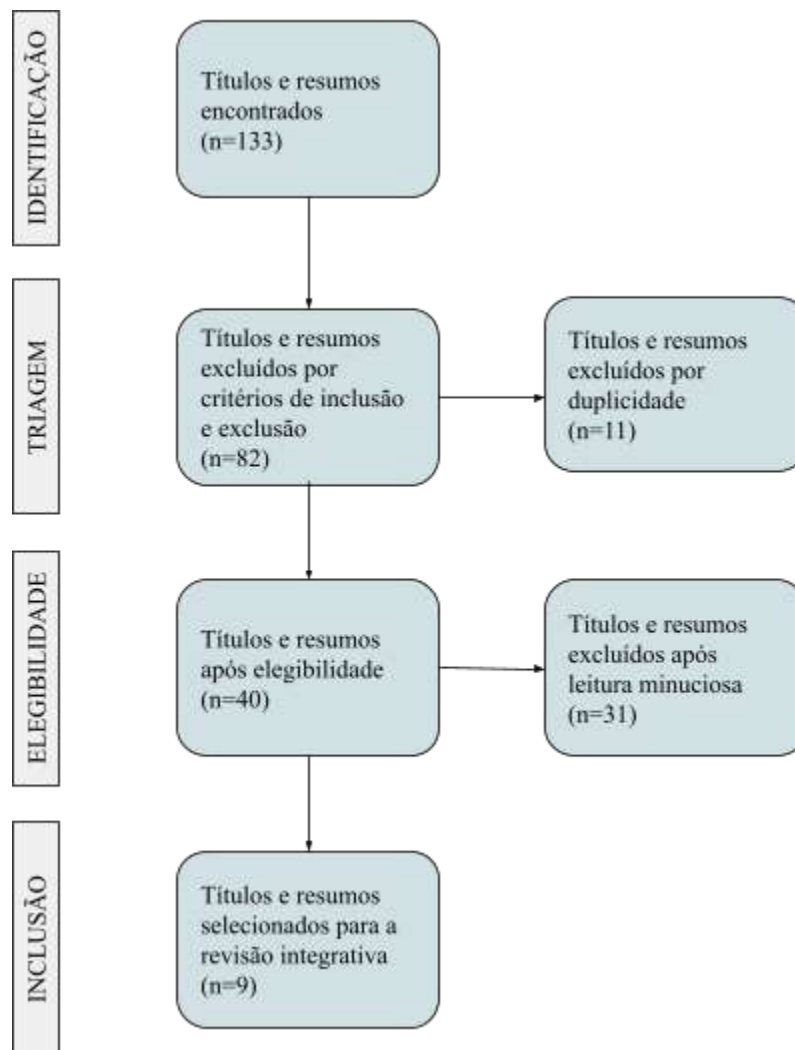 IDENTIFICAÇÃO
Títulos e resumos
encontrados
(n=133)
TRIAGEM
Títulos e resumos
excluídos por
critérios de inclusão
e exclusão
(n=82)
Títulos e resumos
excluídos por
duplicidade
(n=11)
ELEGIBILIDADE
Títulos e resumos
após elegibilidade
(n=40)
Títulos e resumos
excluídos após
leitura minuciosa
(n=31)
INCLUSÃO
Títulos e resumos
selecionados para a
revisão integrativa
(n=9)